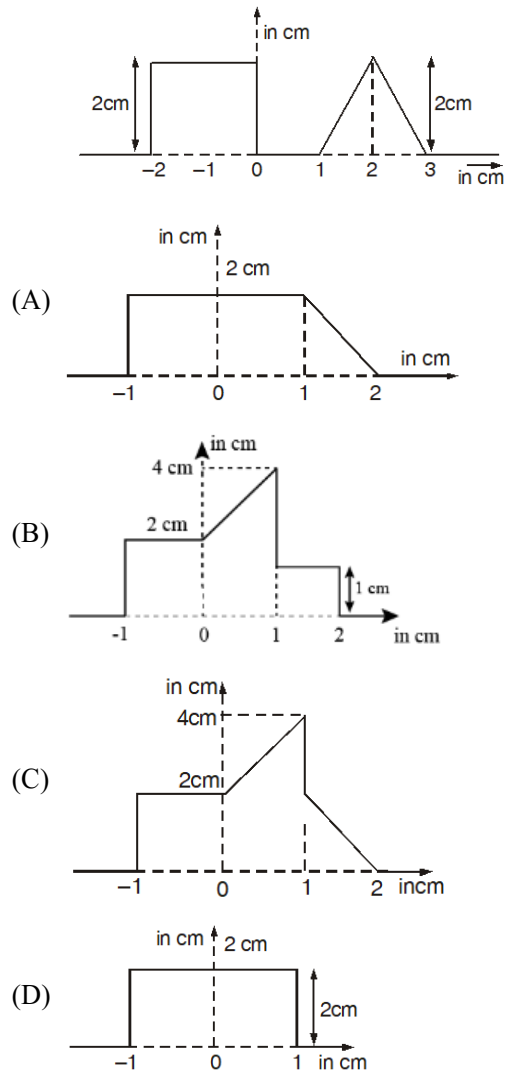 in cm
2cm
2cm
–2 –1 0 1 2 3
in cm
in cm
2 cm
(A)
in cm
–1 0 1 2
in cm
4 cm
(B)
2 cm
1 cm
-1 0 1 2 in cm
in cm
4cm
(C)
2cm
–1 0 1 2 incm
in cm 2 cm
(D)
2cm
–1 0 1 in cm